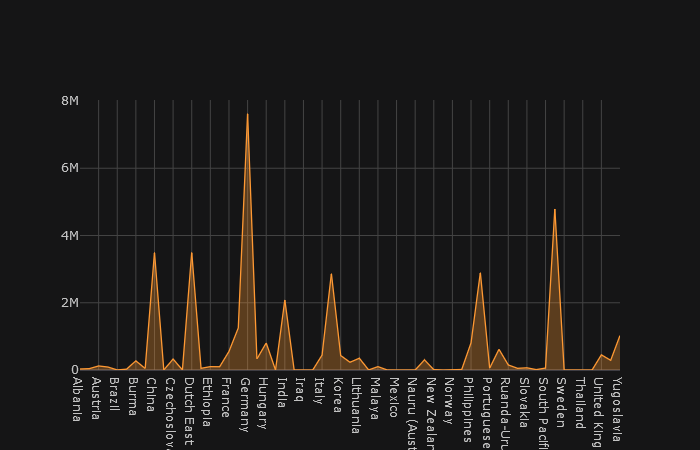 8M
6M
4M
2M
0
Albania
Austria
Brazil
Burma
China
Czechoslov
Dutch East
Ethiopia
France
Germany
Hungary
India
Iraq
Italy
Korea
Lithuania
Malaya
Mexico
Nauru (Aust
New Zealan
Norway
Philippines
Portuguese
Ruanda-Uru
Slovakia
South Pacifi
Sweden
Thailand
United King
Yugoslavia